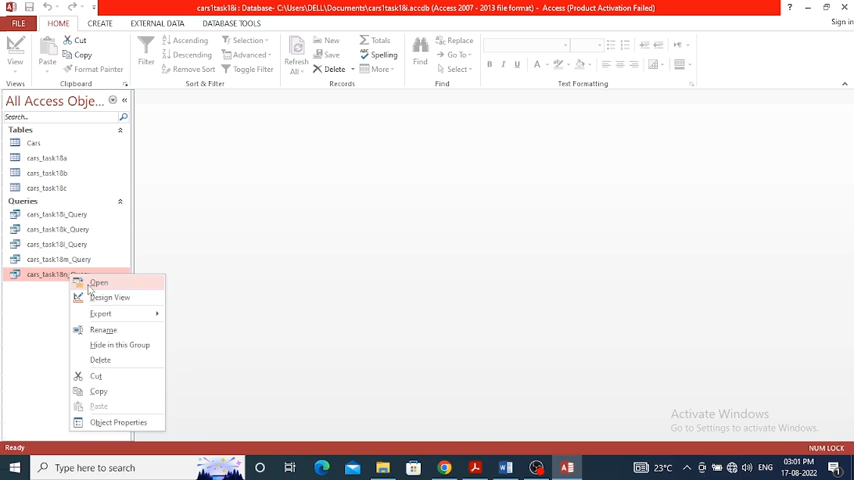 cars1task18i : Database- C:\Users\DELL\Documents\cars1task18i.accdb (Access 2007 - 2013 file format) - Access (Product Activation Failed)
FILE HOME CREATE EXTERNAL DATA DATABASE TOOLS Sign in
View
Views
Paste
Cut
Copy
Format Painter
Clipboard
Filter
Ascending
Descending
Remove Sort
Selection
Advanced
Toggle Filter
Sort & Filter
Refresh All
New
Save
Delete
Totals
Spelling
More
Records
Find
Replace
Go To
Select
Find
B I U A
Text Formatting
All Access Obje...
Search...
Tables
Cars
cars_task18a
cars_task18b
cars_task18c
Queries
cars_task18i_Query
cars_task18k_Query
cars_task18l_Query
cars_task18m_Query
cars_task18n_Query
Open
Design View
Export
Rename
Hide in this Group
Delete
Cut
Copy
Paste
Object Properties
Activate Windows
Go to Settings to activate Windows.
Ready NUM LOCK
Type here to search
23°C
ENG
03:01 PM
17-08-2022